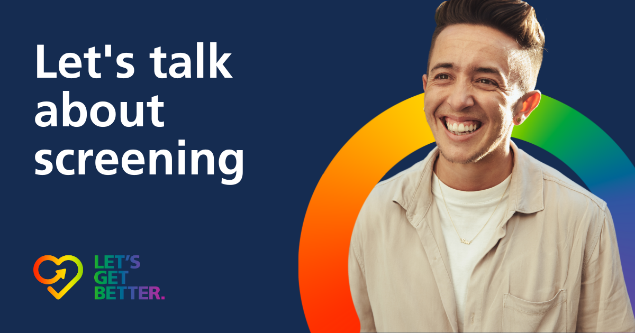 Let's talk
about
screening
LET'S
GET
BETTER.